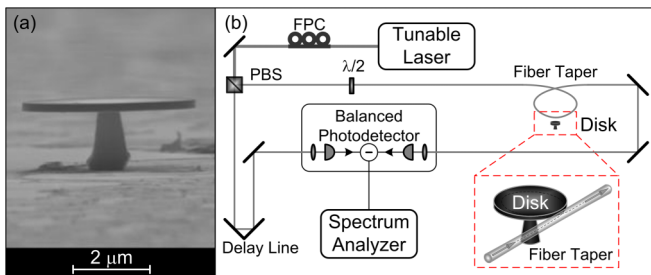 (a)
2 μm
(b)
FPC
Tunable
Laser
PBS
λ/2
Fiber Taper
Balanced
Photodetector
Disk
−
Delay Line
Spectrum
Analyzer
Disk
Fiber Taper